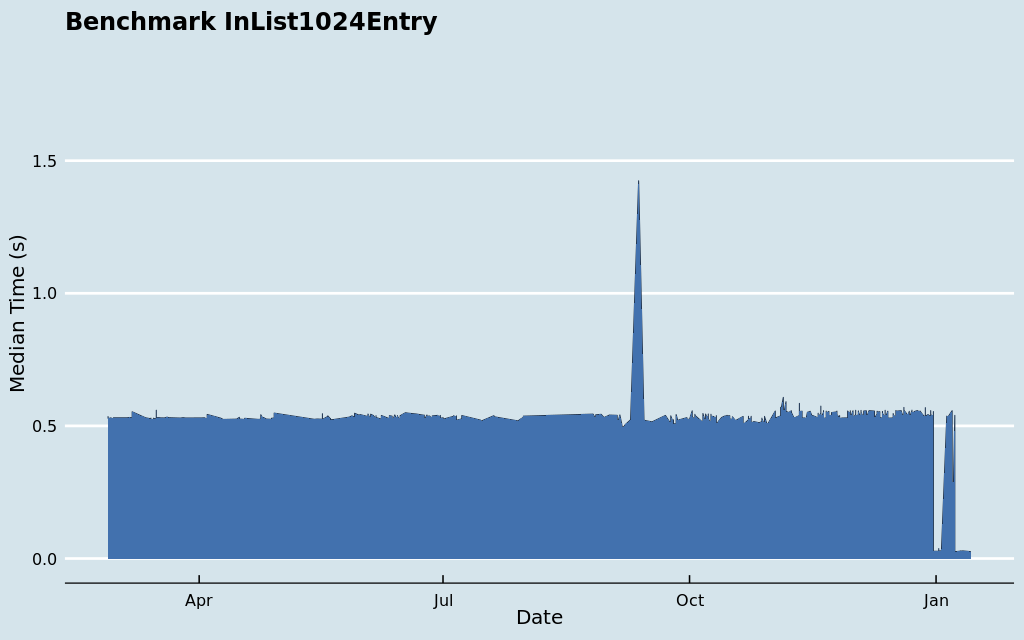 Benchmark InList1024Entry
Median Time (s)
1.5
1.0
0.5
0.0
Apr
Jul
Oct
Jan
Date